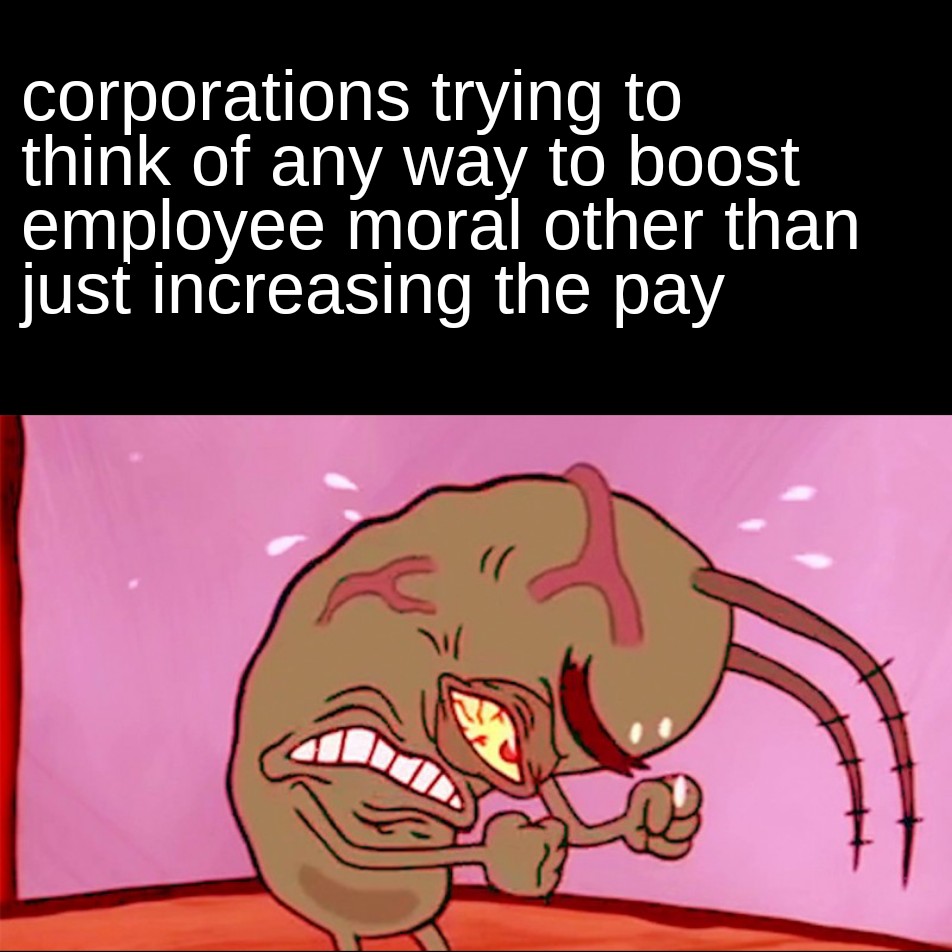 corporations trying to
think of any way to boost
employee moral other than
just increasing the pay